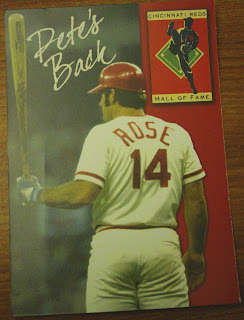 Pete's
Back
CINCINNATI REDS
HALL OF FAME
ROSE
14